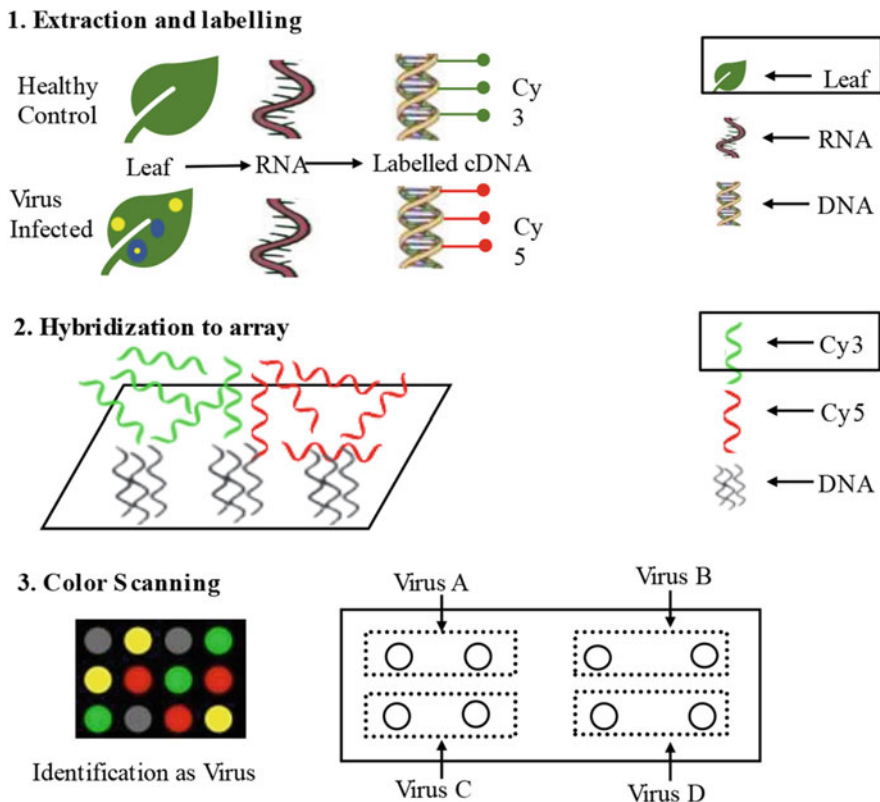 1. Extraction and labelling
Healthy
Control
Cy
3
Leaf
RNA
Labelled cDNA
Virus
Infected
Cy
5
Leaf
RNA
DNA
2. Hybridization to array
Cy3
Cy5
DNA
3. Color Scanning
Virus A
Virus B
Identification as Virus
Virus C
Virus D